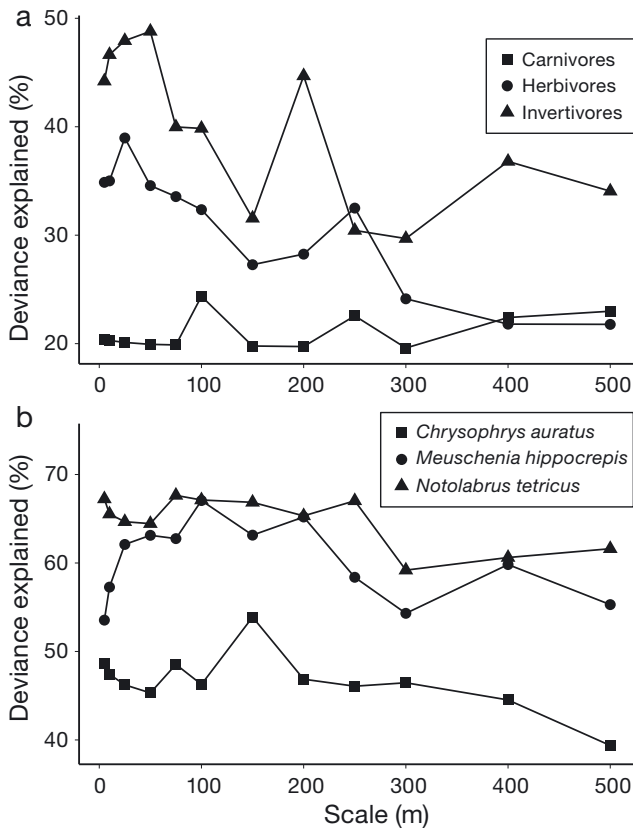 a
50
40
30
20
Deviance explained (%)
Carnivores
Herbivores
Invertivores
0 100 200 300 400 500
b
70
60
50
40
Deviance explained (%)
Chrysophrys auratus
Meuschenia hippocrepis
Notolabrus tetricus
0 100 200 300 400 500
Scale (m)